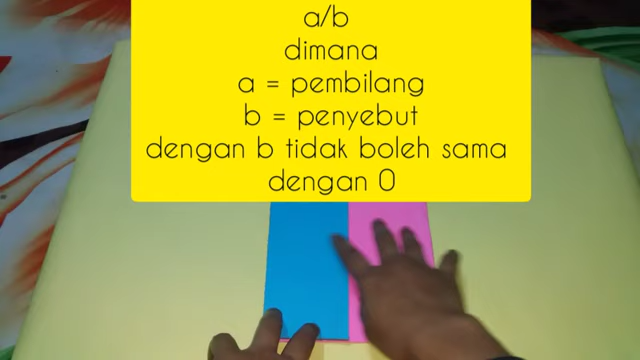 a/b
dimana
a = pembilang
b = penyebut
dengan b tidak boleh sama
dengan 0